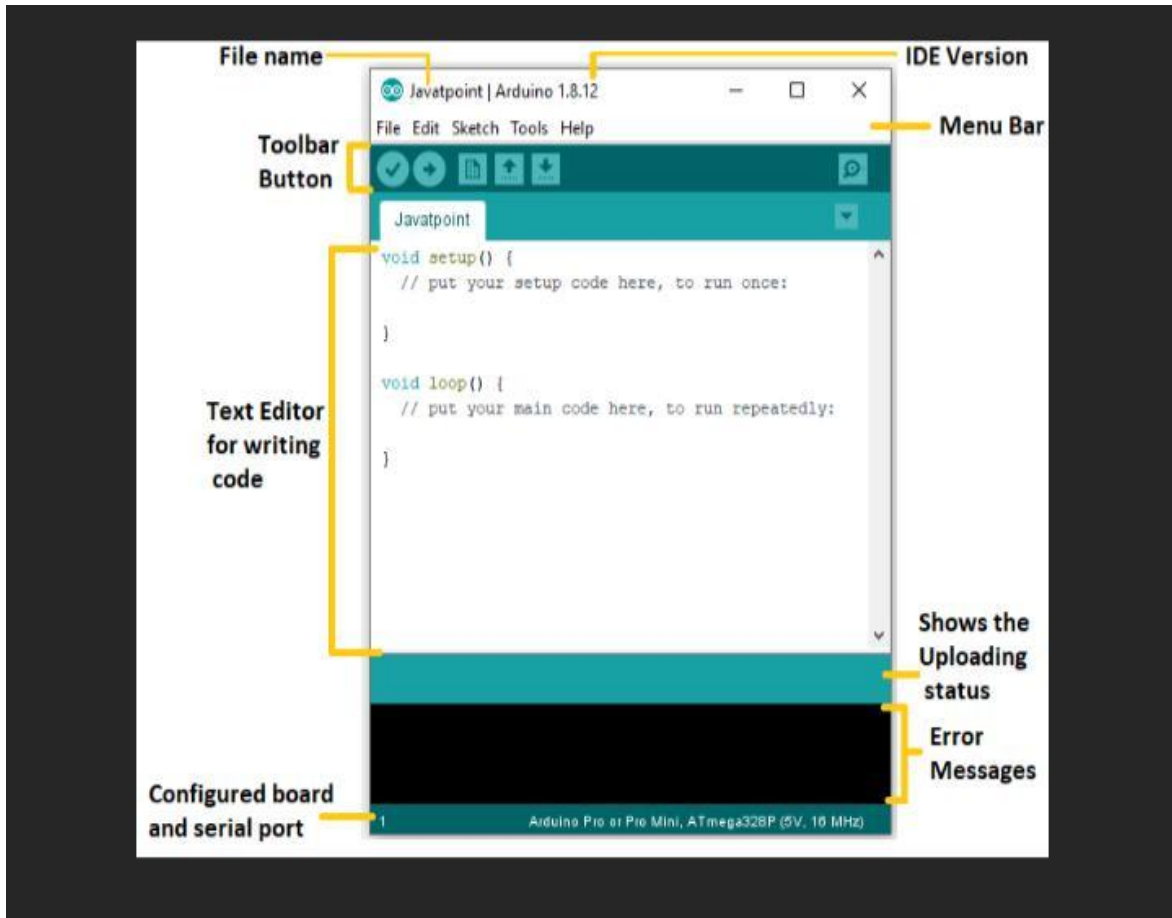 File name
IDE Version
Javatpoint | Arduino 1.8.12
File Edit Sketch Tools Help
Menu Bar
Toolbar
Button
Javatpoint
void setup() {
// put your setup code here, to run once:
}
void loop() {
// put your main code here, to run repeatedly:
}
Text Editor
for writing
code
Shows the
Uploading
status
Error
Messages
Configured board
and serial port
1
Arduino Pro or Pro Mini, ATmega328P (5V, 16 MHz)